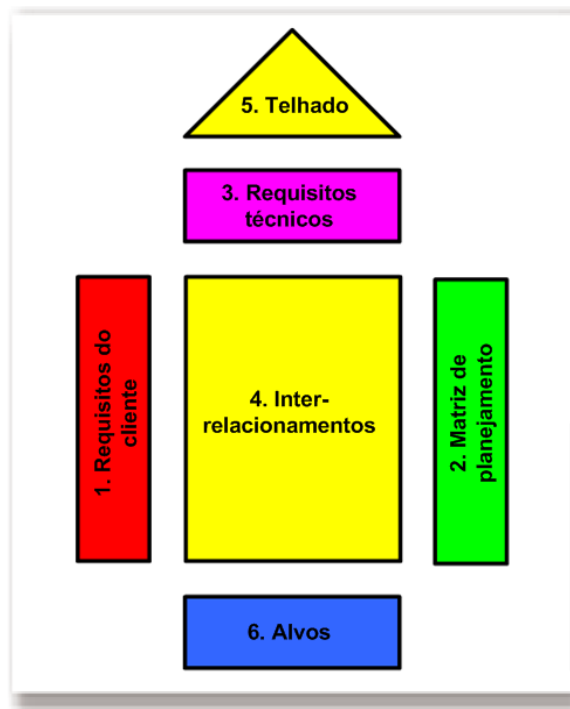 5. Telhado
3. Requisitos
técnicos
1. Requisitos do
cliente
4. Inter-
relacionamentos
2. Matriz de
planejamento
6. Alvos